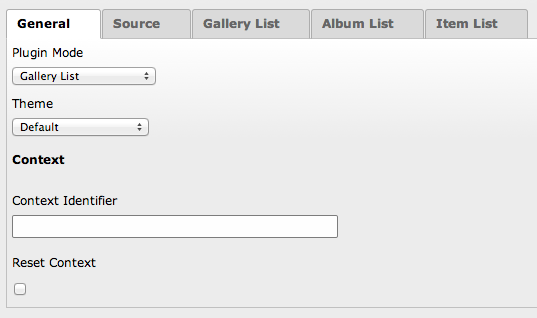 General Source Gallery List Album List Item List
Plugin Mode
Gallery List
Theme
Default
Context
Context Identifier
Reset Context